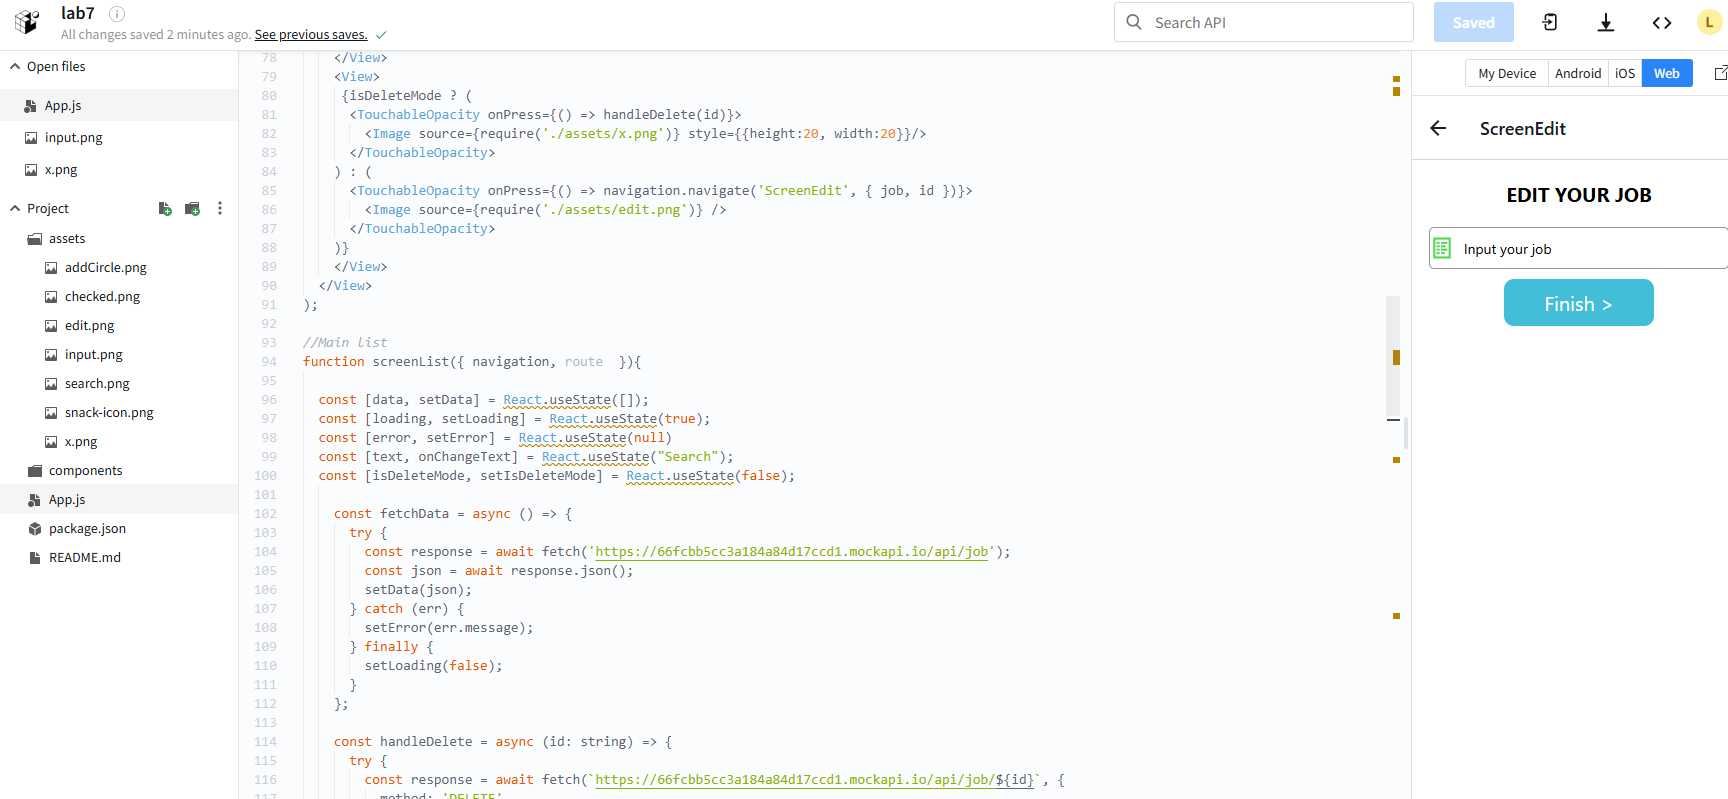 lab7
All changes saved 2 minutes ago. See previous saves.
Search API
Saved
L
Open files
App.js
input.png
x.png
Project
assets
addCircle.png
checked.png
edit.png
input.png
search.png
snack-icon.png
x.png
components
App.js
package.json
README.md
78 </View>
79 <View>
80 {isDeleteMode ? (
81 <TouchableOpacity onPress={() => handleDelete(id)}>
82 <Image source={require('./assets/x.png')} style={{height:20, width:20}}/>
83 </TouchableOpacity>
84 ) : (
85 <TouchableOpacity onPress={() => navigation.navigate('ScreenEdit', { job, id })}>
86 <Image source={require('./assets/edit.png')} />
87 </TouchableOpacity>
88 )}
89 </View>
90 </View>
91 );
92
93 //Main list
94 function screenList({ navigation, route  }){
95
96 const [data, setData] = React.useState([]);
97 const [loading, setLoading] = React.useState(true);
98 const [error, setError] = React.useState(null)
99 const [text, onChangeText] = React.useState("Search");
100 const [isDeleteMode, setIsDeleteMode] = React.useState(false);
101
102 const fetchData = async () => {
103 try {
104 const response = await fetch('https://66fcbb5cc3a184a84d17ccd1.mockapi.io/api/job');
105 const json = await response.json();
106 setData(json);
107 } catch (err) {
108 setError(err.message);
109 } finally {
110 setLoading(false);
111 }
112 };
113
114 const handleDelete = async (id: string) => {
115 try {
116 const response = await fetch(`https://66fcbb5cc3a184a84d17ccd1.mockapi.io/api/job/${id}`, {
117 method: 'DELETE'
My Device
Android
iOS
Web
ScreenEdit
EDIT YOUR JOB
Input your job
Finish >